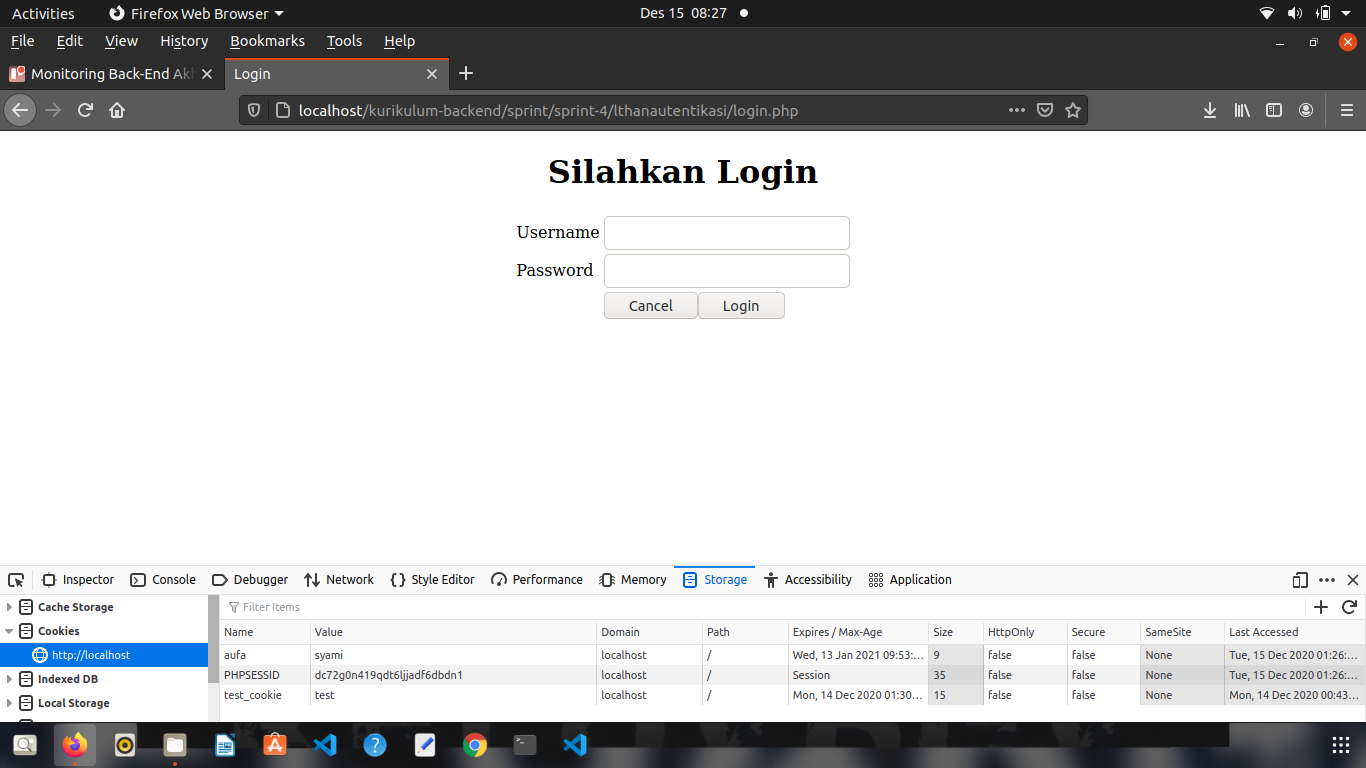 Activities Firefox Web Browser Des 15 08:27
File Edit View History Bookmarks Tools Help
Monitoring Back-End Akh Login
localhost/kurikulum-backend/sprint/sprint-4/lthanautentikasi/login.php
Silahkan Login
Username
Password
Cancel Login
Inspector Console Debugger Network Style Editor Performance Memory Storage Accessibility Application
Cache Storage
Cookies
http://localhost
Indexed DB
Local Storage
Filter Items
Name Value Domain Path Expires / Max-Age Size HttpOnly Secure SameSite Last Accessed
aufa syami localhost / Wed, 13 Jan 2021 09:53:… 9 false false None Tue, 15 Dec 2020 01:26:…
PHPSESSID dc72g0n419qdt6ljjadf6dbdn1 localhost / Session 35 false false None Tue, 15 Dec 2020 01:26:…
test_cookie test localhost / Mon, 14 Dec 2020 01:30… 15 false false None Mon, 14 Dec 2020 00:43…